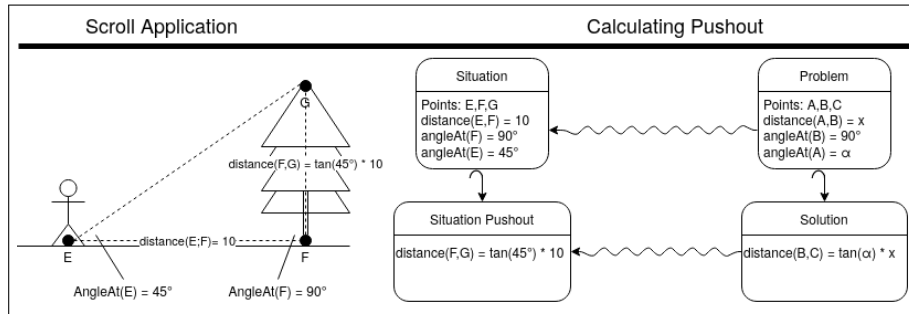 Scroll Application
Calculating Pushout
G
distance(F,G) = tan(45°) * 10
distance(E;F)= 10
E
F
AngleAt(E) = 45°
AngleAt(F) = 90°
Situation
Points: E,F,G
distance(E,F) = 10
angleAt(F) = 90°
angleAt(E) = 45°
Problem
Points: A,B,C
distance(A,B) = x
angleAt(B) = 90°
angleAt(A) = α
Situation Pushout
distance(F,G) = tan(45°) * 10
Solution
distance(B,C) = tan(α) * x